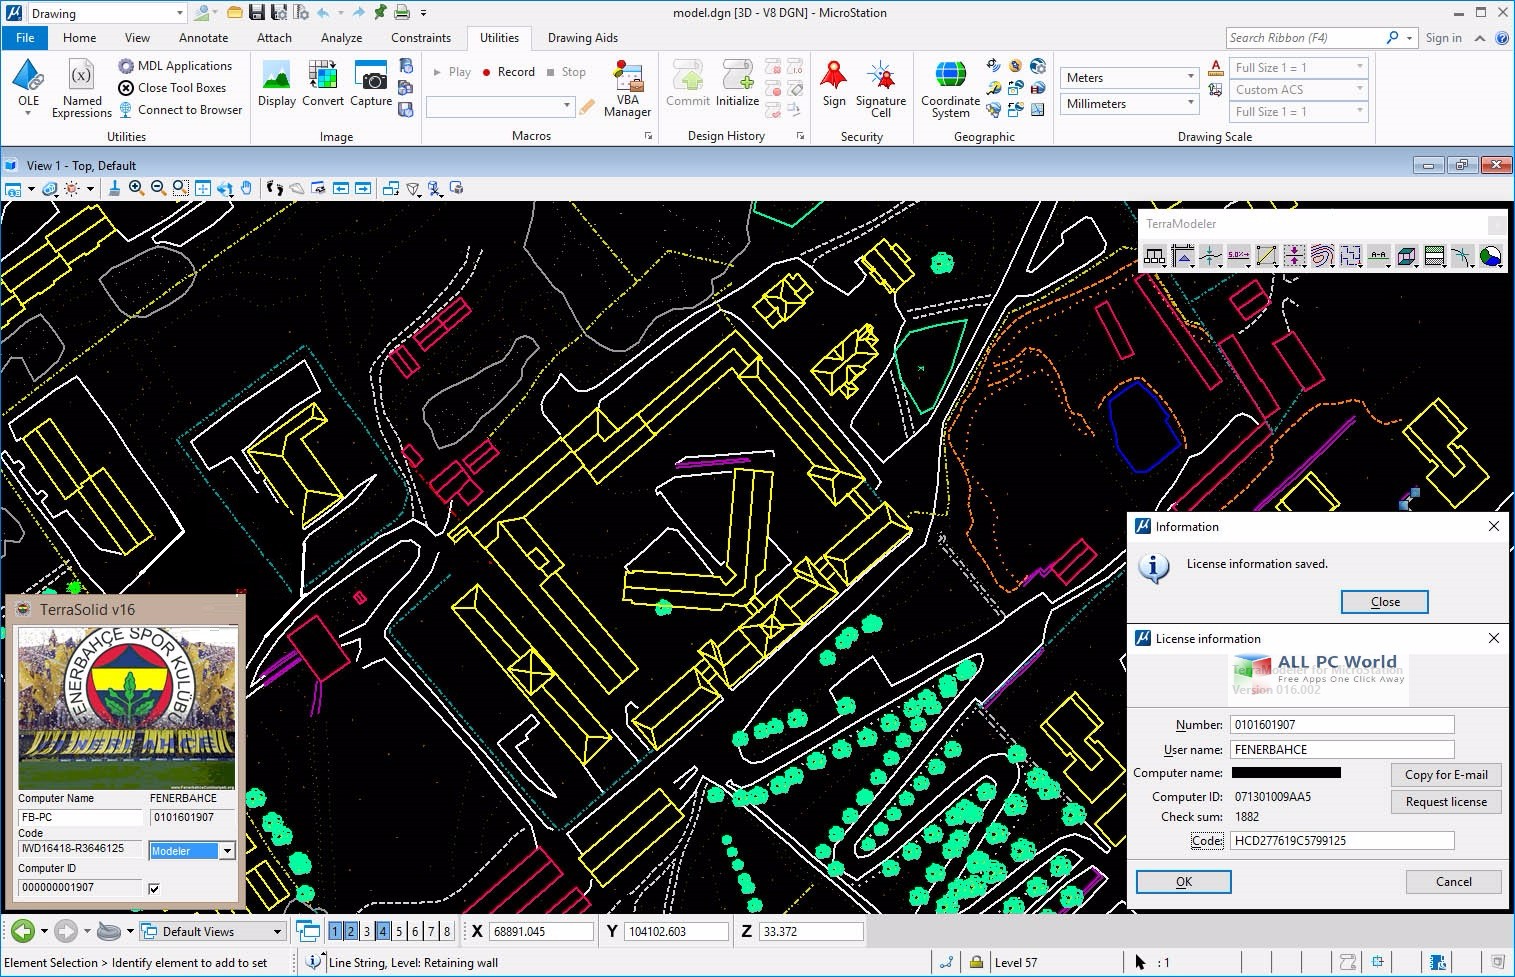 Drawing
model.dgn [3D - V8 DGN] - MicroStation
File Home View Annotate Attach Analyze Constraints Utilities Drawing Aids
Search Ribbon (F4)
Sign in
OLE
Named Expressions
MDL Applications
Close Tool Boxes
Connect to Browser
Utilities
Display
Convert
Capture
Image
Play
Record
Stop
VBA Manager
Macros
Commit
Initialize
Design History
Sign
Signature Cell
Security
Coordinate System
Geographic
Meters
Millimeters
Full Size 1 = 1
Custom ACS
Full Size 1 = 1
Drawing Scale
View 1 - Top, Default
TerraModeler
5.0%
A-A
Information
License information saved.
Close
License information
ALL PC World
Free Apps One Click Away
TerraModeler for MicroStation
Version 016.002
Number: 0101601907
User name: FENERBAHCE
Computer name:
Computer ID: 071301009AA5
Check sum: 1882
Code: HCD277619C5799125
Copy for E-mail
Request license
OK
Cancel
TerraSolid v16
FENERBAHÇE SPOR KULÜBÜ
FENERBAHCE
Computer Name
FENERBAHCE
FB-PC
0101601907
Code
IWD16418-R3646125
Modeler
Computer ID
000000001907
Default Views
1 2 3 4 5 6 7 8
X 68891.045
Y 104102.603
Z 33.372
Element Selection > Identify element to add to set
Line String, Level: Retaining wall
Level 57
: 1